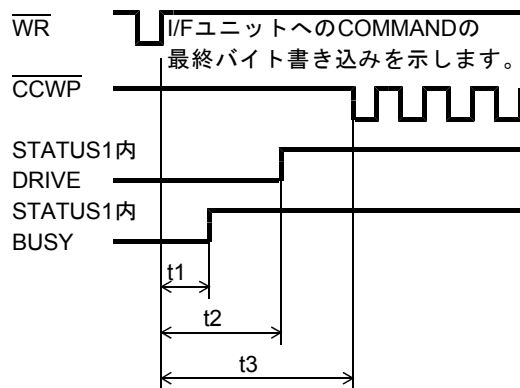 WR
I/FユニットへのCOMMANDの
最終バイト書き込みを示します。
CCWP
STATUS1内
DRIVE
STATUS1内
BUSY
t1
t2
t3